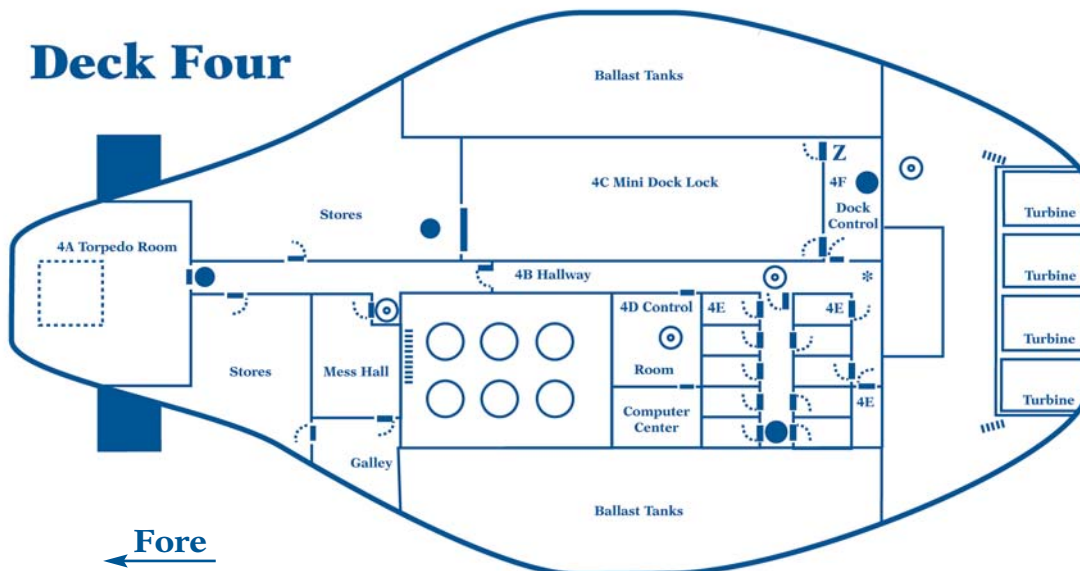 Deck Four
Ballast Tanks
4C Mini Dock Lock
Z
4F
Dock
Control
Stores
4A Torpedo Room
4B Hallway
*
Turbine
Turbine
Turbine
Turbine
4D Control
Room
4E
4E
4E
Stores
Mess Hall
Computer
Center
Galley
Ballast Tanks
Fore